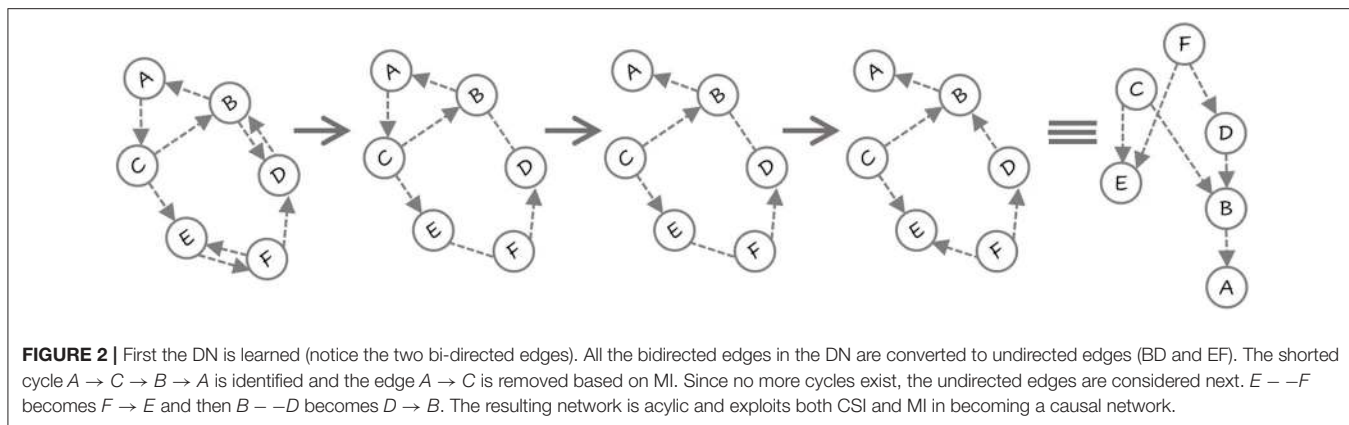 A
B
C
D
E
F
A
B
C
D
E
F
A
B
C
D
E
F
A
B
C
D
E
F
F
C
D
E
B
A
FIGURE 2 | First the DN is learned (notice the two bi-directed edges). All the bidirected edges in the DN are converted to undirected edges (BD and EF). The shorted
cycle A → C → B → A is identified and the edge A → C is removed based on MI. Since no more cycles exist, the undirected edges are considered next. E − −F
becomes F → E and then B − −D becomes D → B. The resulting network is acylic and exploits both CSI and MI in becoming a causal network.